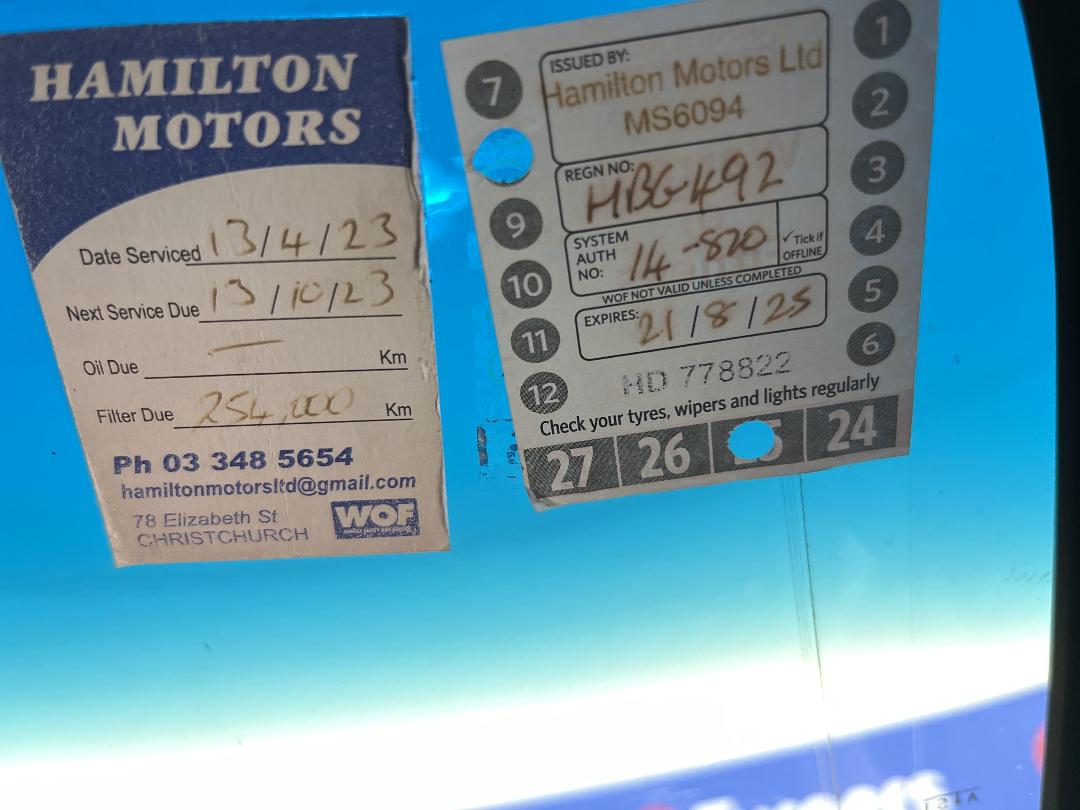 HAMILTON
MOTORS
Date Serviced 13/4/23
Next Service Due 13/10/23
Oil Due — Km
Filter Due 254,000 Km
Ph 03 348 5654
hamiltonmotorsltd@gmail.com
78 Elizabeth St
CHRISTCHURCH
WOF
ISSUED BY:
Hamilton Motors Ltd
MS6094
REGN NO: HBG492
SYSTEM AUTH NO: 14-820
✓ Tick if OFFLINE
WOF NOT VALID UNLESS COMPLETED
EXPIRES: 21/8/25
HD 778822
Check your tyres, wipers and lights regularly
7
9
10
11
12
1
2
3
4
5
6
27 26 24